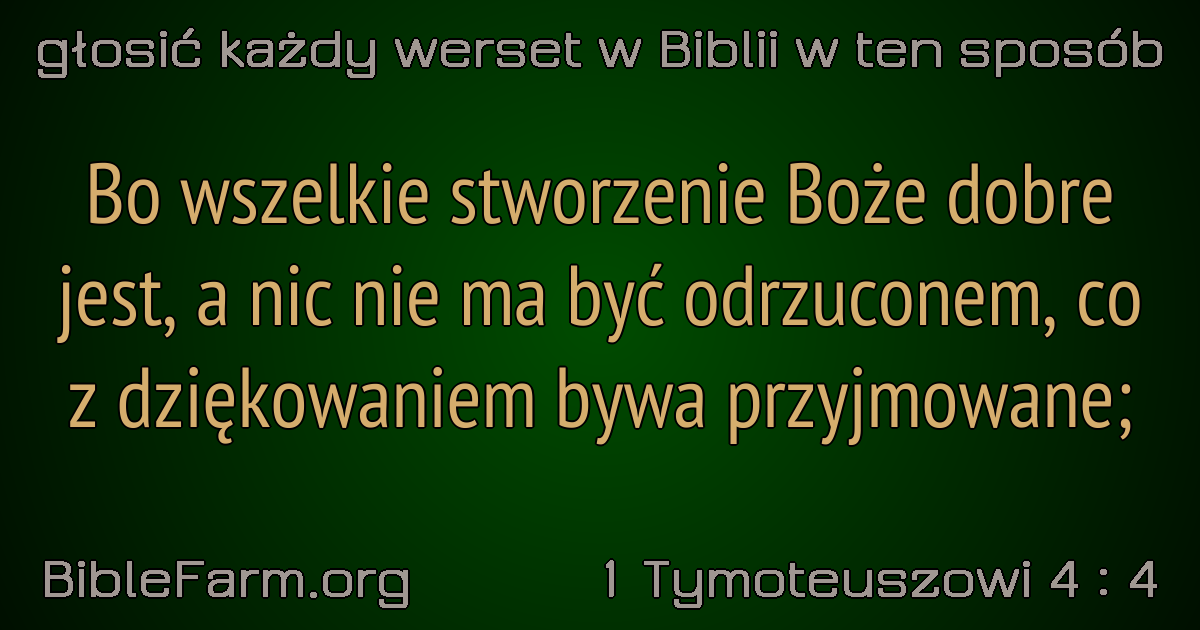 głosić każdy werset w Biblii w ten sposób
Bo wszelkie stworzenie Boże dobre
jest, a nic nie ma być odrzuconem, co
z dziękowaniem bywa przyjmowane;
BibleFarm.org
1 Tymoteuszowi 4 : 4